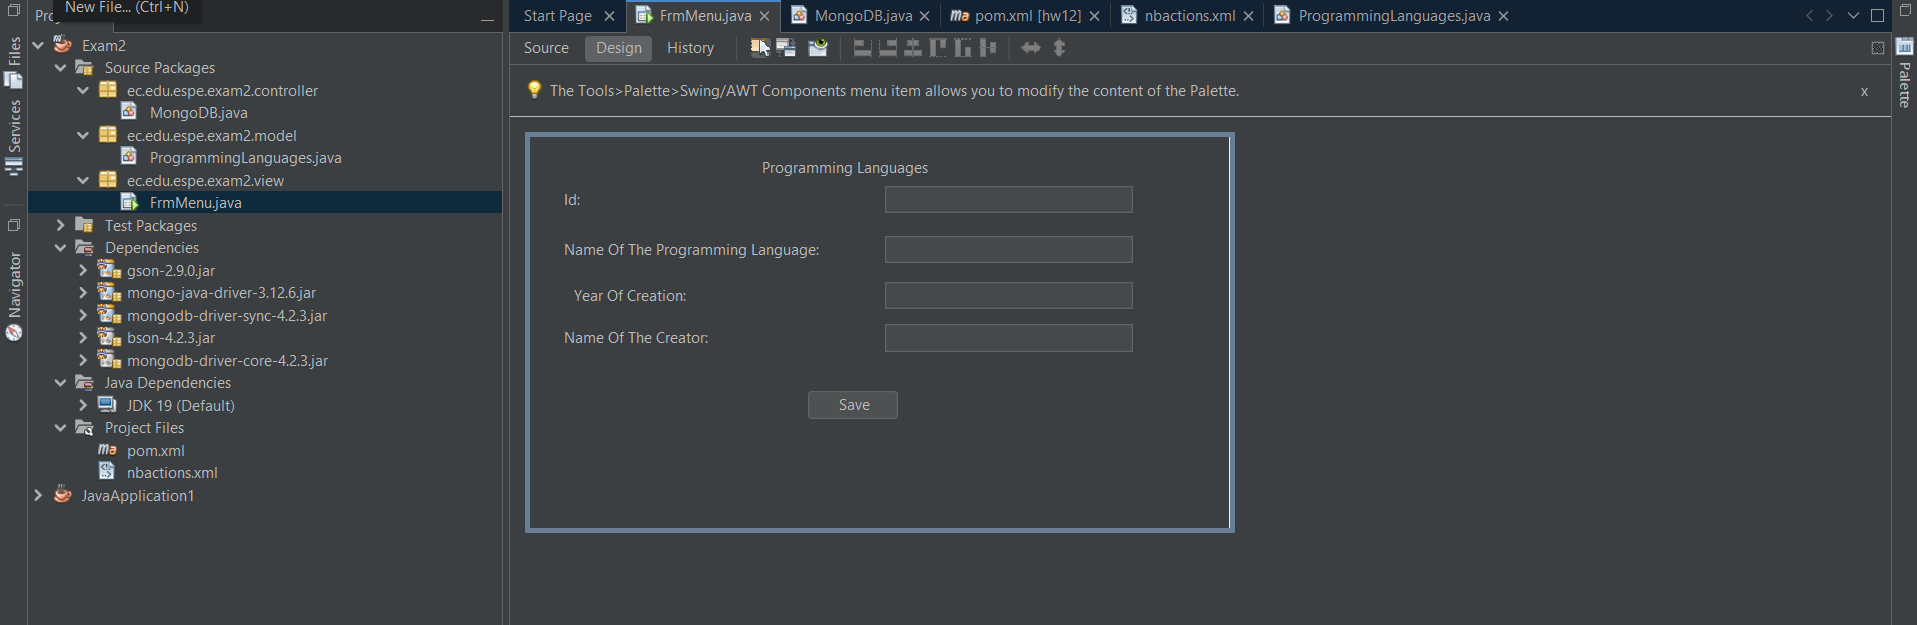 New File... (Ctrl+N)
Start Page
FrmMenu.java
MongoDB.java
pom.xml [hw12]
nbactions.xml
ProgrammingLanguages.java
Source
Design
History
The Tools>Palette>Swing/AWT Components menu item allows you to modify the content of the Palette.
x
Files
Services
Navigator
Palette
Exam2
Source Packages
ec.edu.espe.exam2.controller
MongoDB.java
ec.edu.espe.exam2.model
ProgrammingLanguages.java
ec.edu.espe.exam2.view
FrmMenu.java
Test Packages
Dependencies
gson-2.9.0.jar
mongo-java-driver-3.12.6.jar
mongodb-driver-sync-4.2.3.jar
bson-4.2.3.jar
mongodb-driver-core-4.2.3.jar
Java Dependencies
JDK 19 (Default)
Project Files
pom.xml
nbactions.xml
JavaApplication1
Programming Languages
Id:
Name Of The Programming Language:
Year Of Creation:
Name Of The Creator:
Save